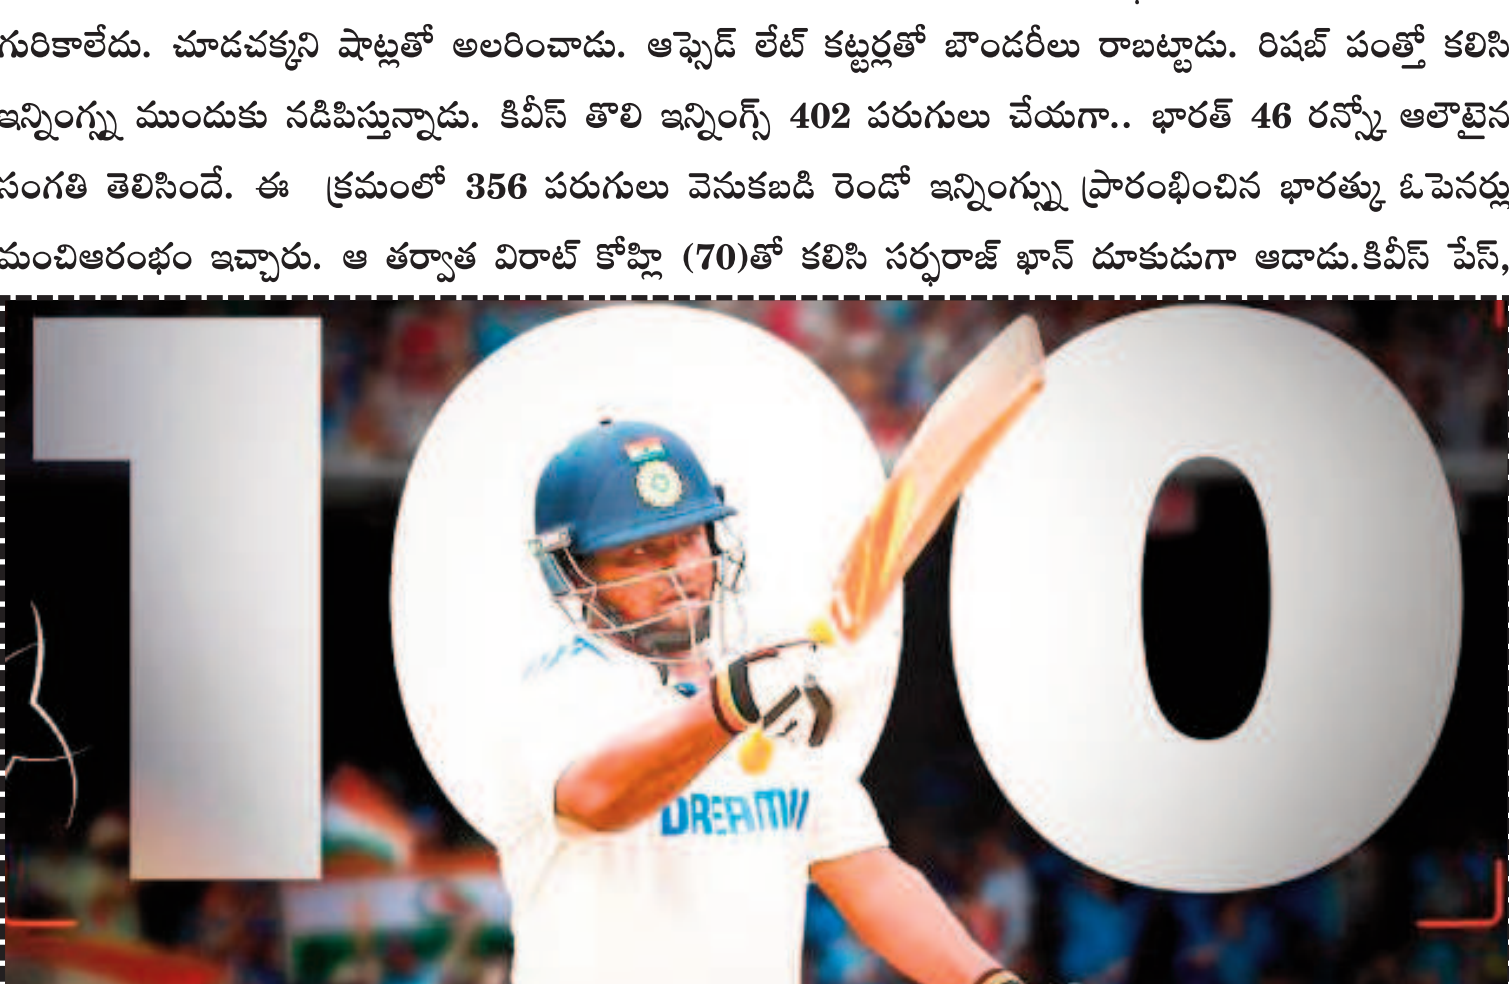 గురికాలేదు. చూడచక్కని షాట్లతో అలరించాడు. ఆఫ్సైడ్ లేట్ కట్టర్లతో బౌండరీలు రాబట్టాడు. రిషబ్ పంత్తో కలిసి
ఇన్నింగ్స్ను ముందుకు నడిపిస్తున్నాడు. కివీస్ తొలి ఇన్నింగ్స్ 402 పరుగులు చేయగా.. భారత్ 46 రన్స్కే ఆలౌటైన
సంగతి తెలిసిందే. ఈ క్రమంలో 356 పరుగులు వెనుకబడి రెండో ఇన్నింగ్స్ను ప్రారంభించిన భారత్కు ఓపెనర్లు
మంచిఆరంభం ఇచ్చారు. ఆ తర్వాత విరాట్ కోహ్లి (70)తో కలిసి సర్ఫరాజ్ ఖాన్ దూకుడుగా ఆడాడు.కివీస్ పేస్,
100
DREAM11